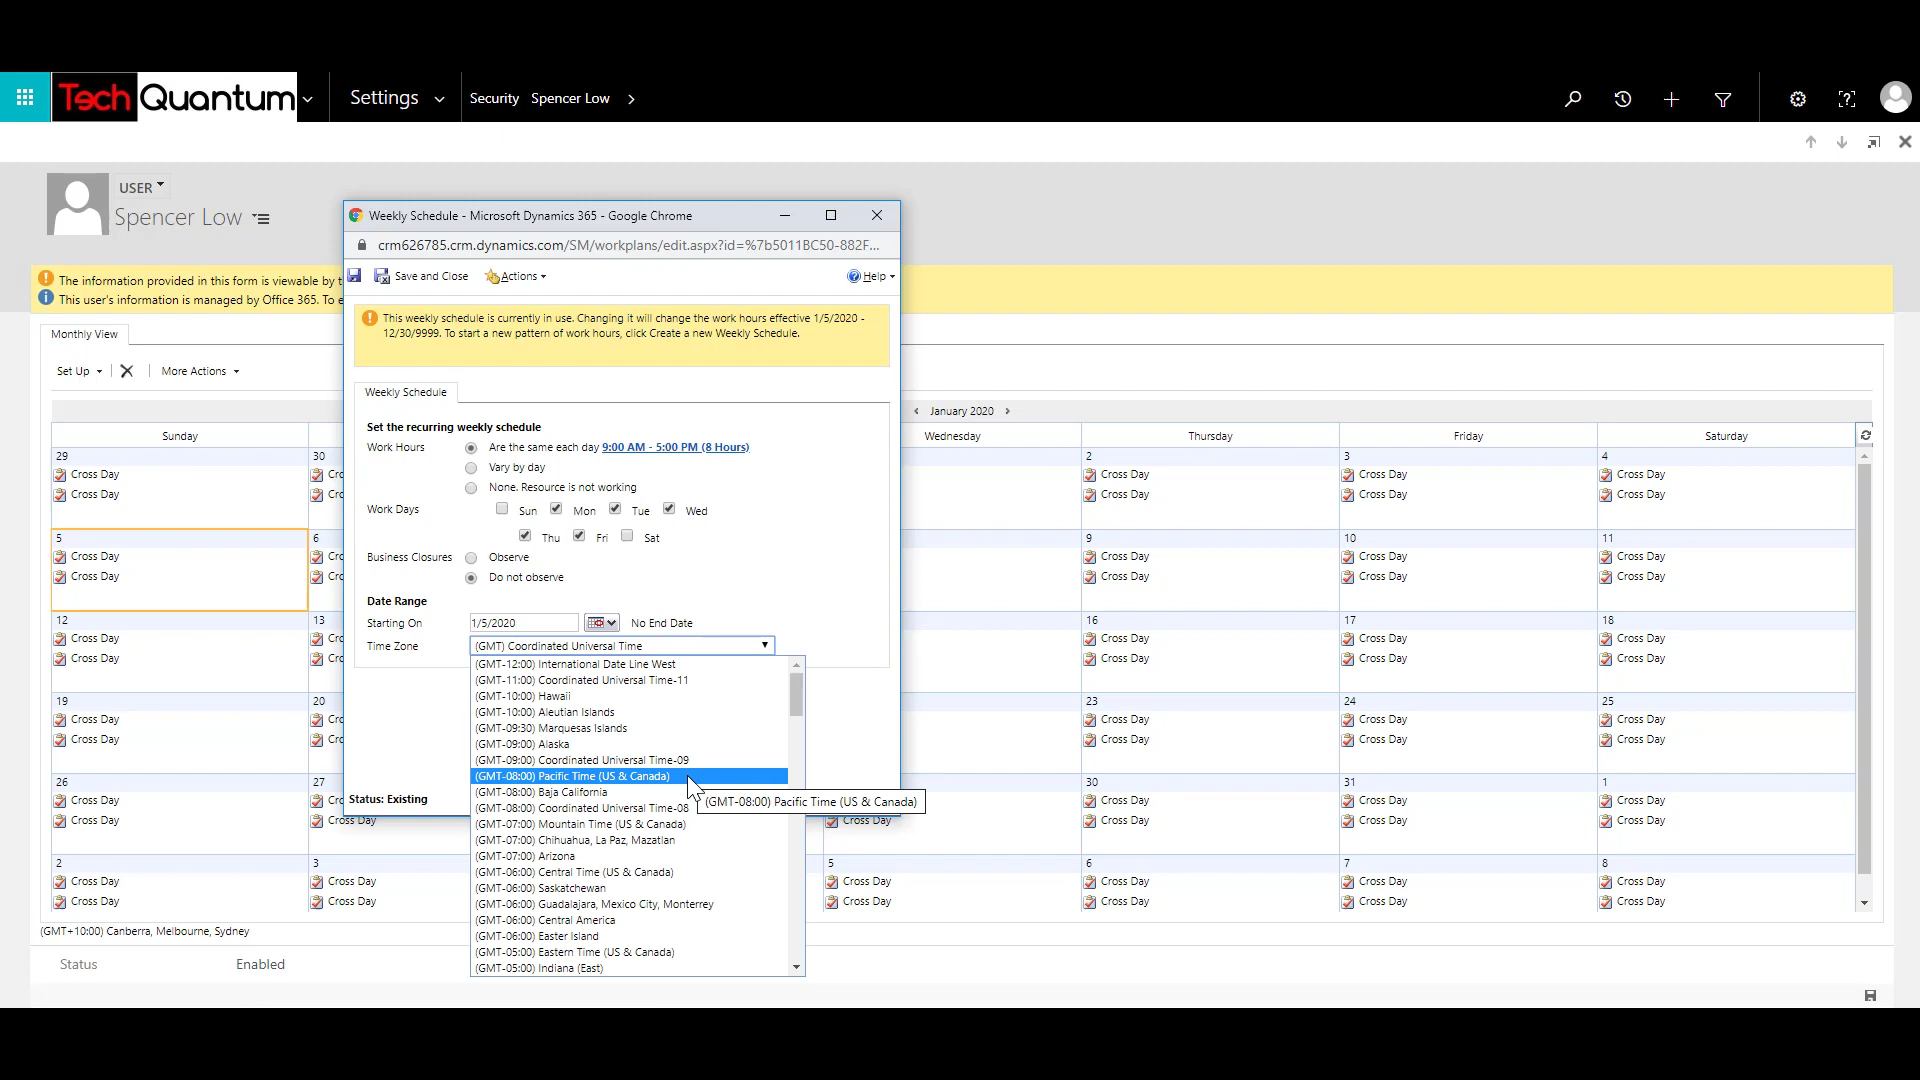 Tech Quantum
Settings
Security Spencer Low
USER
Spencer Low
Weekly Schedule - Microsoft Dynamics 365 - Google Chrome
crm626785.crm.dynamics.com/SM/workplans/edit.aspx?id=%7b5011BC50-882F...
Save and Close Actions Help
The information provided in this form is viewable by t
This user's information is managed by Office 365. To e
This weekly schedule is currently in use. Changing it will change the work hours effective 1/5/2020 -
12/30/9999. To start a new pattern of work hours, click Create a new Weekly Schedule.
Monthly View
Set Up More Actions
Weekly Schedule
Set the recurring weekly schedule
Work Hours Are the same each day 9:00 AM - 5:00 PM (8 Hours)
Vary by day
None. Resource is not working
Work Days Sun Mon Tue Wed
Thu Fri Sat
Business Closures Observe
Do not observe
Date Range
Starting On 1/5/2020 No End Date
Time Zone (GMT) Coordinated Universal Time
(GMT-12:00) International Date Line West
(GMT-11:00) Coordinated Universal Time-11
(GMT-10:00) Hawaii
(GMT-10:00) Aleutian Islands
(GMT-09:30) Marquesas Islands
(GMT-09:00) Alaska
(GMT-09:00) Coordinated Universal Time-09
(GMT-08:00) Pacific Time (US & Canada)
(GMT-08:00) Baja California
(GMT-08:00) Coordinated Universal Time-08
(GMT-07:00) Mountain Time (US & Canada)
(GMT-07:00) Chihuahua, La Paz, Mazatlan
(GMT-07:00) Arizona
(GMT-06:00) Central Time (US & Canada)
(GMT-06:00) Saskatchewan
(GMT-06:00) Guadalajara, Mexico City, Monterrey
(GMT-06:00) Central America
(GMT-06:00) Easter Island
(GMT-05:00) Eastern Time (US & Canada)
(GMT-05:00) Indiana (East)
(GMT-08:00) Pacific Time (US & Canada)
Status: Existing
January 2020
Sunday Wednesday Thursday Friday Saturday
29 30 2 3 4
Cross Day Cro Cross Day Cross Day Cross Day
Cross Day Cro Cross Day Cross Day Cross Day
5 6 9 10 11
Cross Day Cro Cross Day Cross Day Cross Day
Cross Day Cro Cross Day Cross Day Cross Day
12 13 16 17 18
Cross Day Cro Cross Day Cross Day Cross Day
Cross Day Cro Cross Day Cross Day Cross Day
19 20 23 24 25
Cross Day Cro Cross Day Cross Day Cross Day
Cross Day Cro Cross Day Cross Day Cross Day
26 27 30 31 1
Cross Day Cro Cross Day Cross Day Cross Day
Cross Day Cross Day Cross Day Cross Day Cross Day Cross Day
2 3 5 6 7 8
Cross Day Cross Day Cross Day Cross Day Cross Day Cross Day
Cross Day Cross Day Cross Day Cross Day Cross Day Cross Day
(GMT+10:00) Canberra, Melbourne, Sydney
Status Enabled